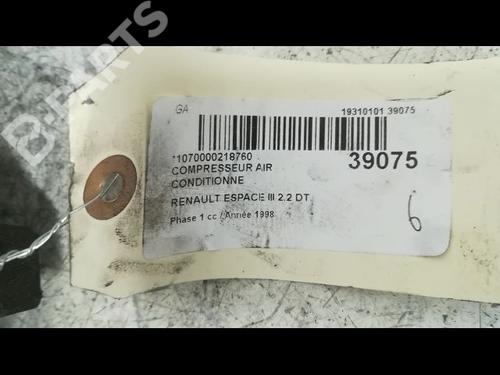 B-PARTS
GA
19310101 39075
*1070000218760
39075
COMPRESSEUR AIR
CONDITIONNE
RENAULT ESPACE III 2.2 DT
Phase 1 cc / Année 1998
6